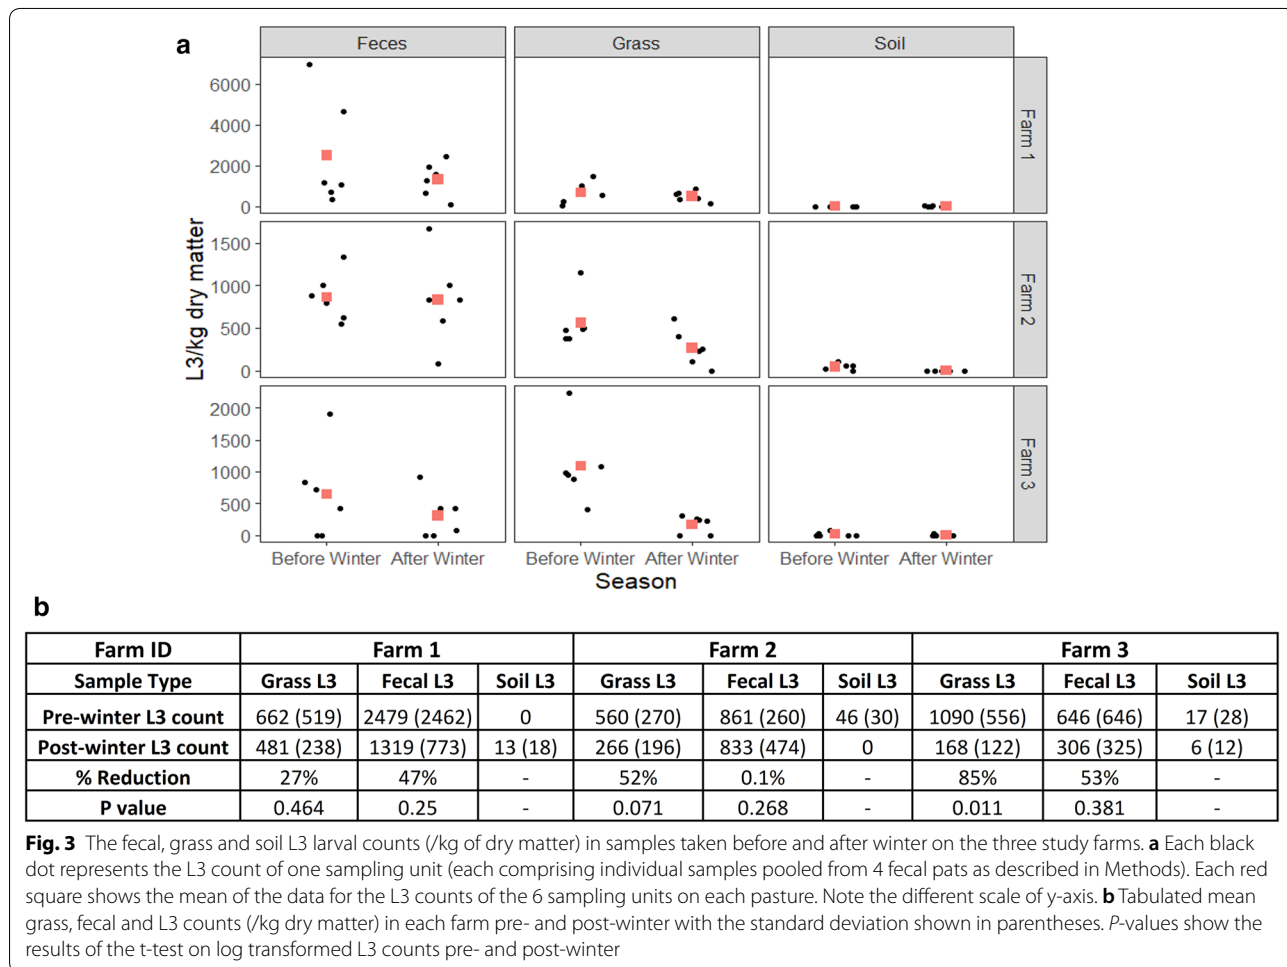 a
Feces Grass Soil
L3/kg dry matter
6000
4000
2000
0
Farm 1
1500
1000
500
0
Farm 2
2000
1500
1000
500
0
Farm 3
Before Winter After Winter Before Winter After Winter Before Winter After Winter
Season
b
Farm ID Farm 1 Farm 2 Farm 3
Sample Type Grass L3 Fecal L3 Soil L3 Grass L3 Fecal L3 Soil L3 Grass L3 Fecal L3 Soil L3
Pre-winter L3 count 662 (519) 2479 (2462) 0 560 (270) 861 (260) 46 (30) 1090 (556) 646 (646) 17 (28)
Post-winter L3 count 481 (238) 1319 (773) 13 (18) 266 (196) 833 (474) 0 168 (122) 306 (325) 6 (12)
% Reduction 27% 47% - 52% 0.1% - 85% 53% -
P value 0.464 0.25 - 0.071 0.268 - 0.011 0.381 -
Fig. 3 The fecal, grass and soil L3 larval counts (/kg of dry matter) in samples taken before and after winter on the three study farms. a Each black
dot represents the L3 count of one sampling unit (each comprising individual samples pooled from 4 fecal pats as described in Methods). Each red
square shows the mean of the data for the L3 counts of the 6 sampling units on each pasture. Note the different scale of y-axis. b Tabulated mean
grass, fecal and L3 counts (/kg dry matter) in each farm pre- and post-winter with the standard deviation shown in parentheses. P-values show the
results of the t-test on log transformed L3 counts pre- and post-winter